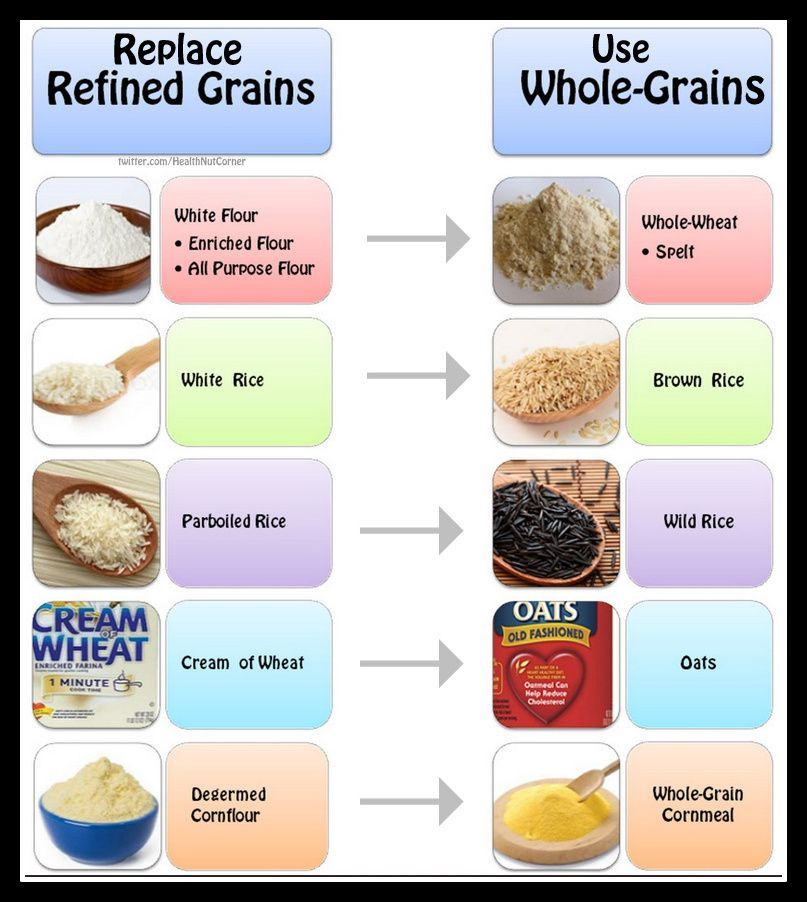 Replace
Refined Grains
Use
Whole-Grains
twitter.com/HealthNutCorner
White Flour
• Enriched Flour
• All Purpose Flour
Whole-Wheat
• Spelt
White Rice
Brown Rice
Parboiled Rice
Wild Rice
CREAM
OF
WHEAT
ENRICHED FARINA
1 MINUTE
COOK TIME
Cream of Wheat
OATS
OLD FASHIONED
Oatmeal Can
Help Reduce
Cholesterol
Oats
Degermed
Cornflour
Whole-Grain
Cornmeal